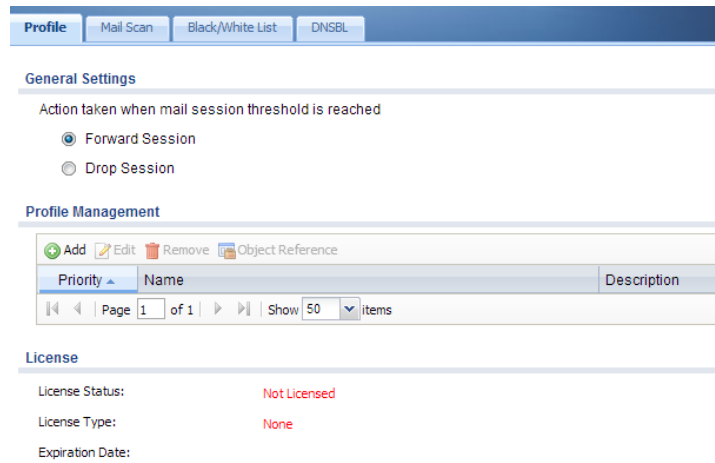 Profile Mail Scan Black/White List DNSBL
General Settings
Action taken when mail session threshold is reached
Forward Session
Drop Session
Profile Management
Add Edit Remove Object Reference
Priority Name Description
Page 1 of 1 Show 50 items
License
License Status: Not Licensed
License Type: None
Expiration Date: